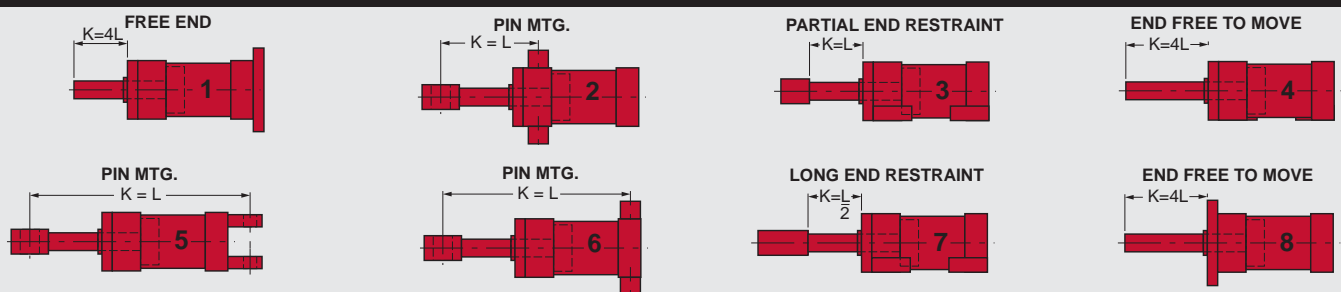 FREE END
K=4L
1
PIN MTG.
K = L
2
PARTIAL END RESTRAINT
K=L
3
END FREE TO MOVE
K=4L
4
PIN MTG.
K = L
5
PIN MTG.
K = L
6
LONG END RESTRAINT
K=L
2
7
END FREE TO MOVE
K=4L
8